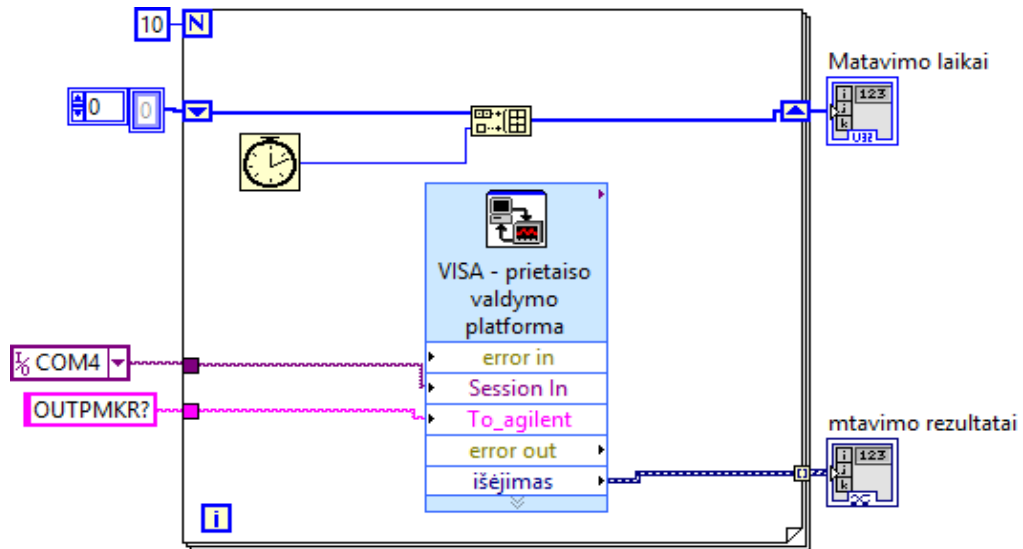 10
N
Matavimo laikai
0
0
123
i
j
k
U32
VISA - prietaiso
valdymo
platforma
error in
COM4
Session In
OUTPMKR?
To_agilent
mtavimo rezultatai
error out
123
i
j
k
išėjimas
i